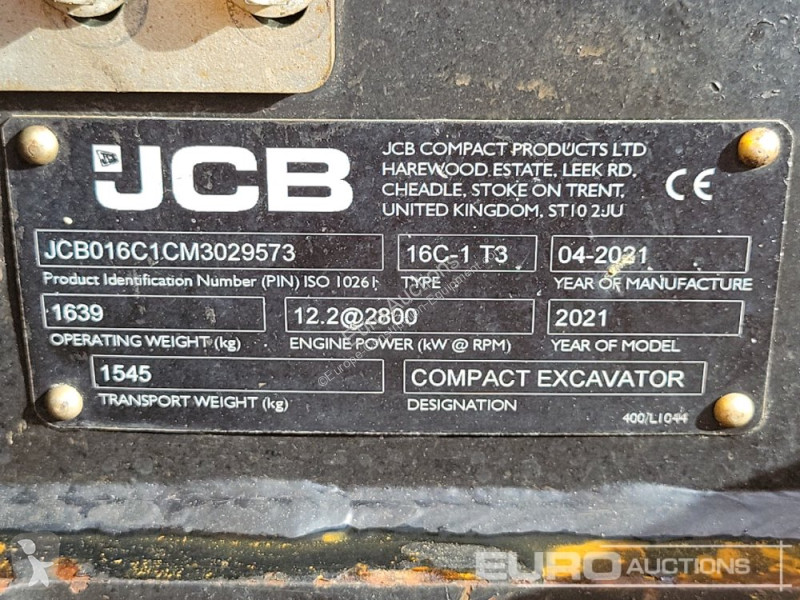 JCB
JCB COMPACT PRODUCTS LTD
HAREWOOD ESTATE, LEEK RD,
CHEADLE, STOKE ON TRENT,
UNITED KINGDOM, ST10 2JU
CE
JCB016C1CM3029573
16C-1 T3
04-2021
Product Identification Number (PIN) ISO 10261
TYPE
YEAR OF MANUFACTURE
1639
12.2@2800
2021
OPERATING WEIGHT (kg)
ENGINE POWER (kW @ RPM)
YEAR OF MODEL
1545
COMPACT EXCAVATOR
TRANSPORT WEIGHT (kg)
DESIGNATION
400/L1044
EURO AUCTIONS